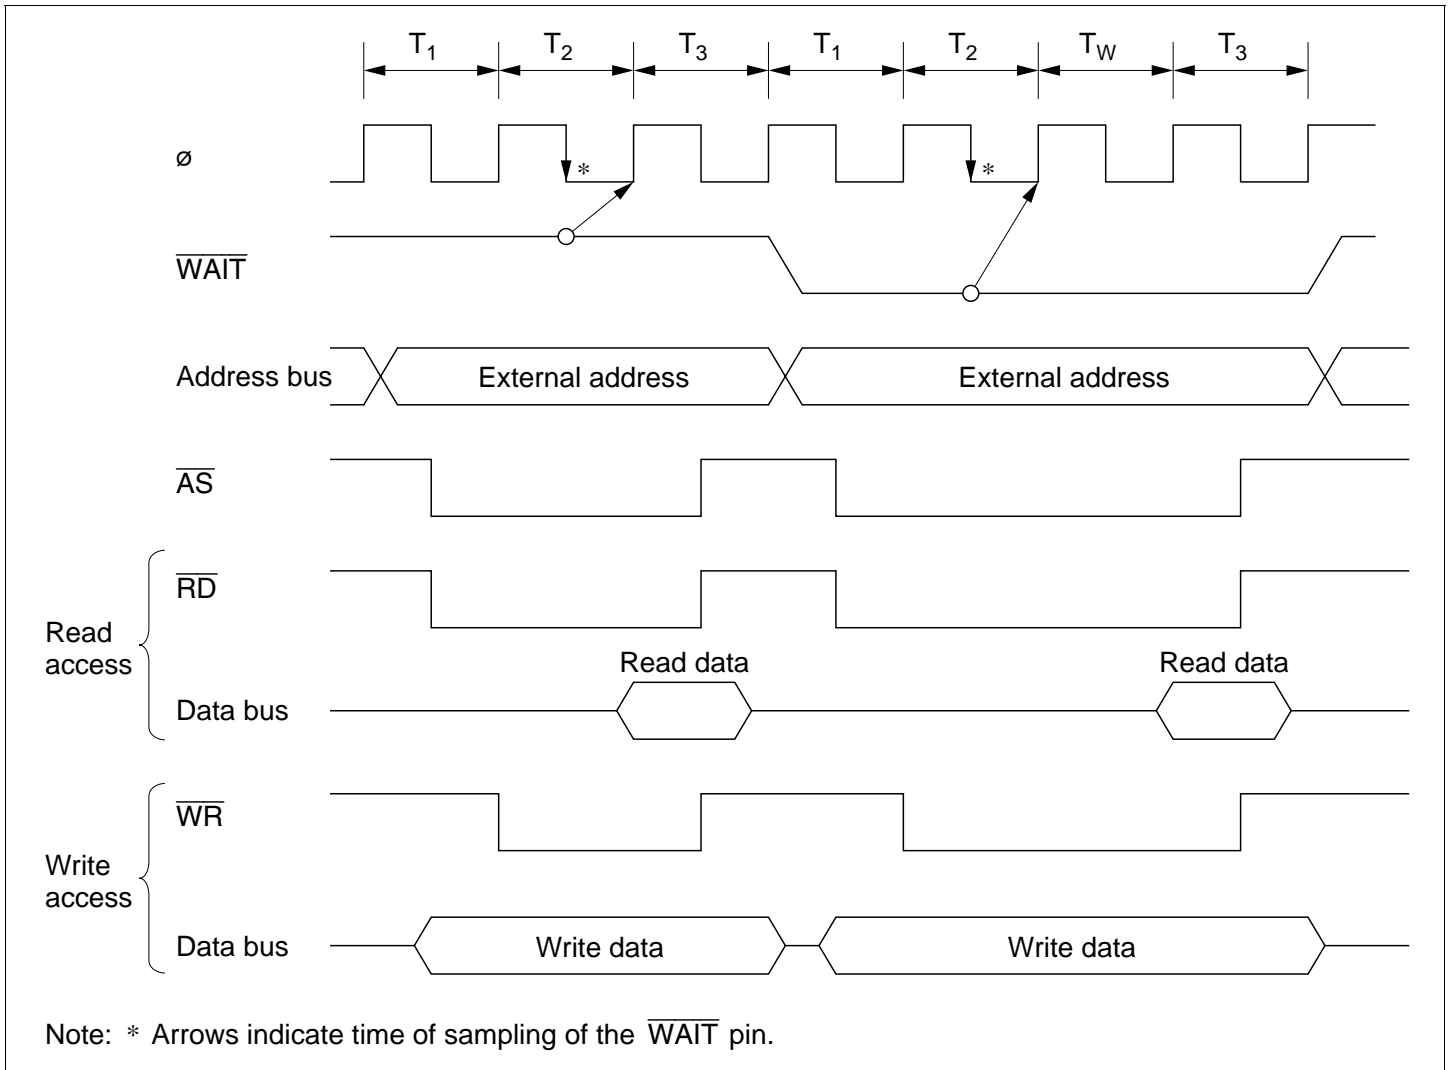 T1 T2 T3 T1 T2 TW T3
ø
* *
WAIT
Address bus External address External address
AS
RD
Read access
Read data Read data
Data bus
WR
Write access
Data bus Write data Write data
Note: * Arrows indicate time of sampling of the WAIT pin.